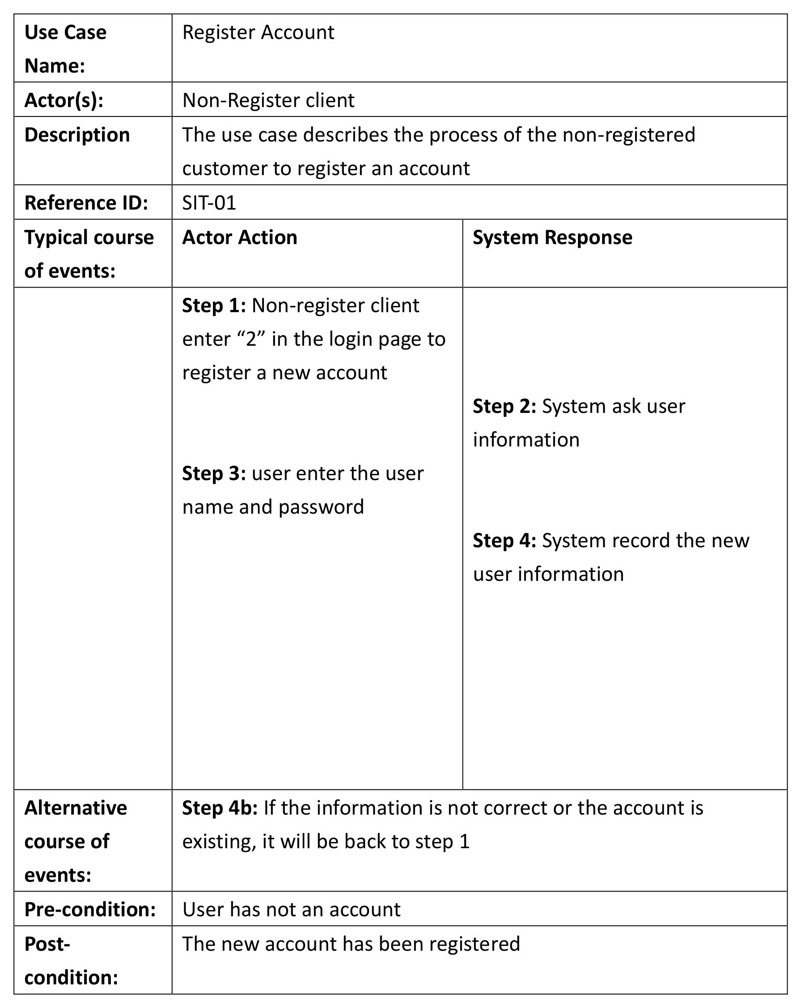 Use Case
Name:
Register Account
Actor(s):
Non-Register client
Description
The use case describes the process of the non-registered
customer to register an account
Reference ID:
SIT-01
Typical course
of events:
Actor Action
System Response
Step 1: Non-register client
enter “2” in the login page to
register a new account
Step 2: System ask user
information
Step 3: user enter the user
name and password
Step 4: System record the new
user information
Alternative
course of
events:
Step 4b: If the information is not correct or the account is
existing, it will be back to step 1
Pre-condition:
User has not an account
Post-
condition:
The new account has been registered